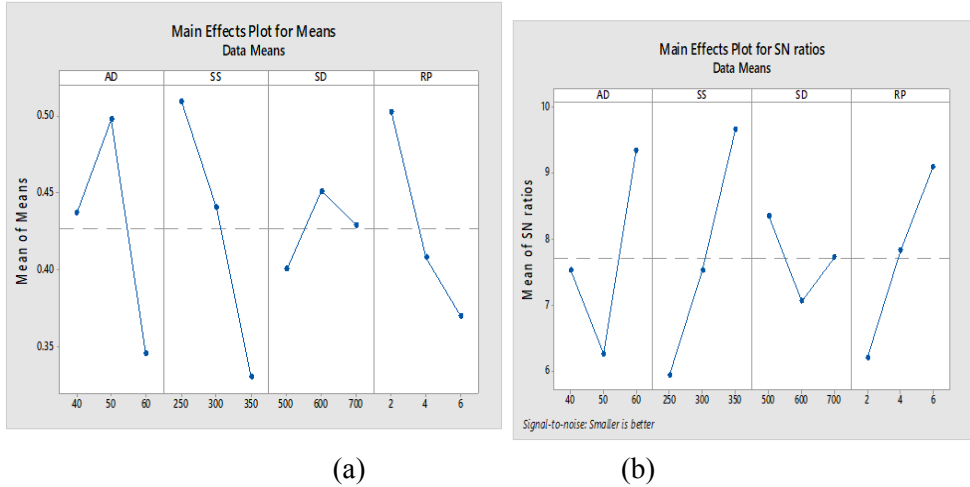 Main Effects Plot for Means
Data Means
AD SS SD RP
0.50
0.45
0.40
0.35
Mean of Means
40 50 60 250 300 350 500 600 700 2 4 6
(a)
Main Effects Plot for SN ratios
Data Means
AD SS SD RP
10
9
8
7
6
Mean of SN ratios
40 50 60 250 300 350 500 600 700 2 4 6
Signal-to-noise: Smaller is better
(b)